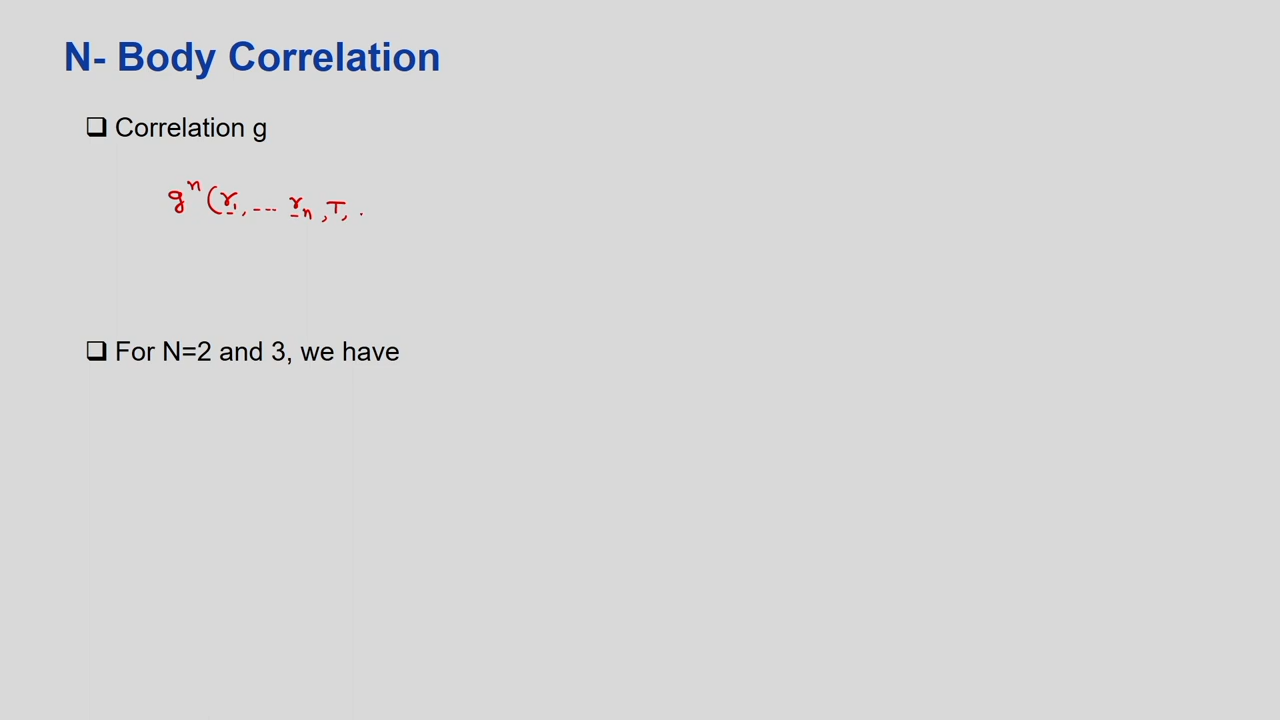 N- Body Correlation
❑ Correlation g
gⁿ(r₁, --- rₙ, T, .
❑ For N=2 and 3, we have